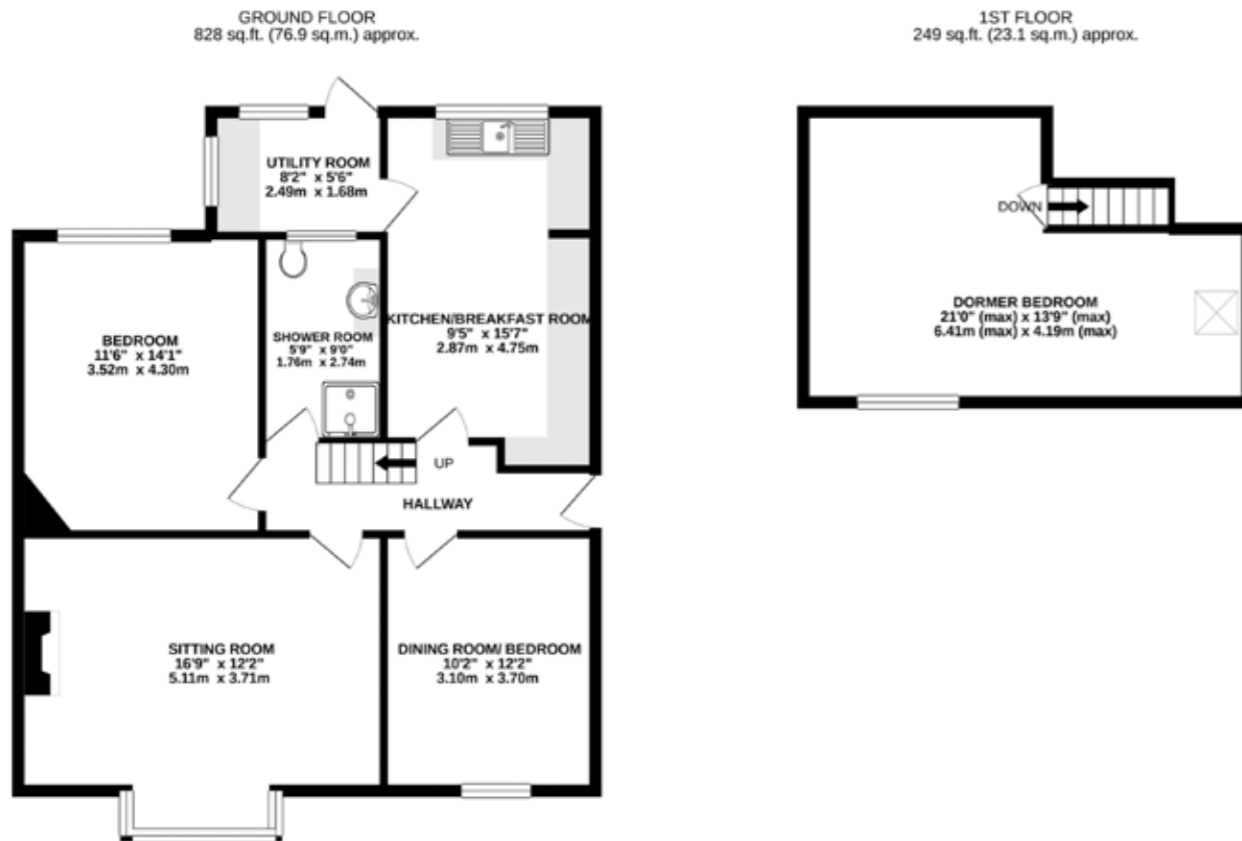 GROUND FLOOR
828 sq.ft. (76.9 sq.m.) approx.
1ST FLOOR
249 sq.ft. (23.1 sq.m.) approx.
UTILITY ROOM
8'2" x 5'6"
2.49m x 1.68m
DOWN
DORMER BEDROOM
21'0" (max) x 13'9" (max)
6.41m (max) x 4.19m (max)
KITCHEN/BREAKFAST ROOM
9'5" x 15'7"
2.87m x 4.75m
BEDROOM
11'6" x 14'1"
3.52m x 4.30m
SHOWER ROOM
5'9" x 9'0"
1.76m x 2.74m
UP
HALLWAY
SITTING ROOM
16'9" x 12'2"
5.11m x 3.71m
DINING ROOM/ BEDROOM
10'2" x 12'2"
3.10m x 3.70m